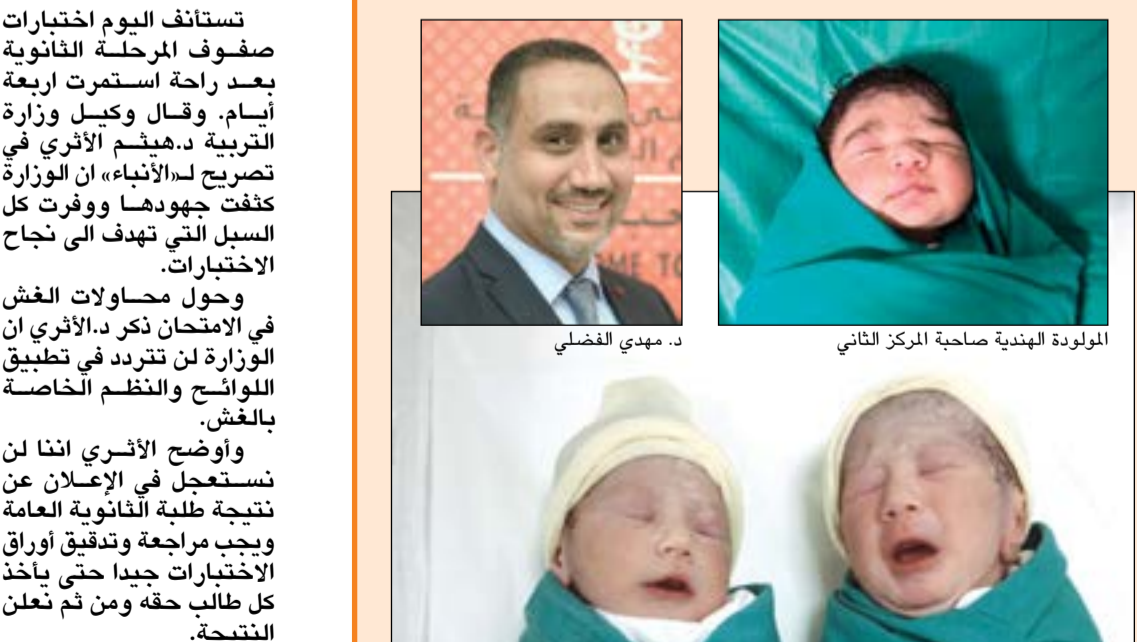 تستأنف اليوم اختبارات
صفوف المرحلة الثانوية
بعد راحة استمرت اربعة
أيام. وقال وكيل وزارة
التربية د.هيثم الأثري في
تصريح لـ«الأنباء» ان الوزارة
كثفت جهودها ووفرت كل
السبل التي تهدف الى نجاح
الاختبارات.
وحول محاولات الغش
في الامتحان ذكر د.الأثري ان
الوزارة لن تتردد في تطبيق
اللوائح والنظم الخاصة
بالغش.
وأوضح الأثري اننا لن
نستعجل في الإعلان عن
نتيجة طلبة الثانوية العامة
ويجب مراجعة وتدقيق أوراق
الاختبارات جيدا حتى يأخذ
كل طالب حقه ومن ثم نعلن
النتيجة.
المولودة الهندية صاحبة المركز الثاني
د. مهدي الفضلي